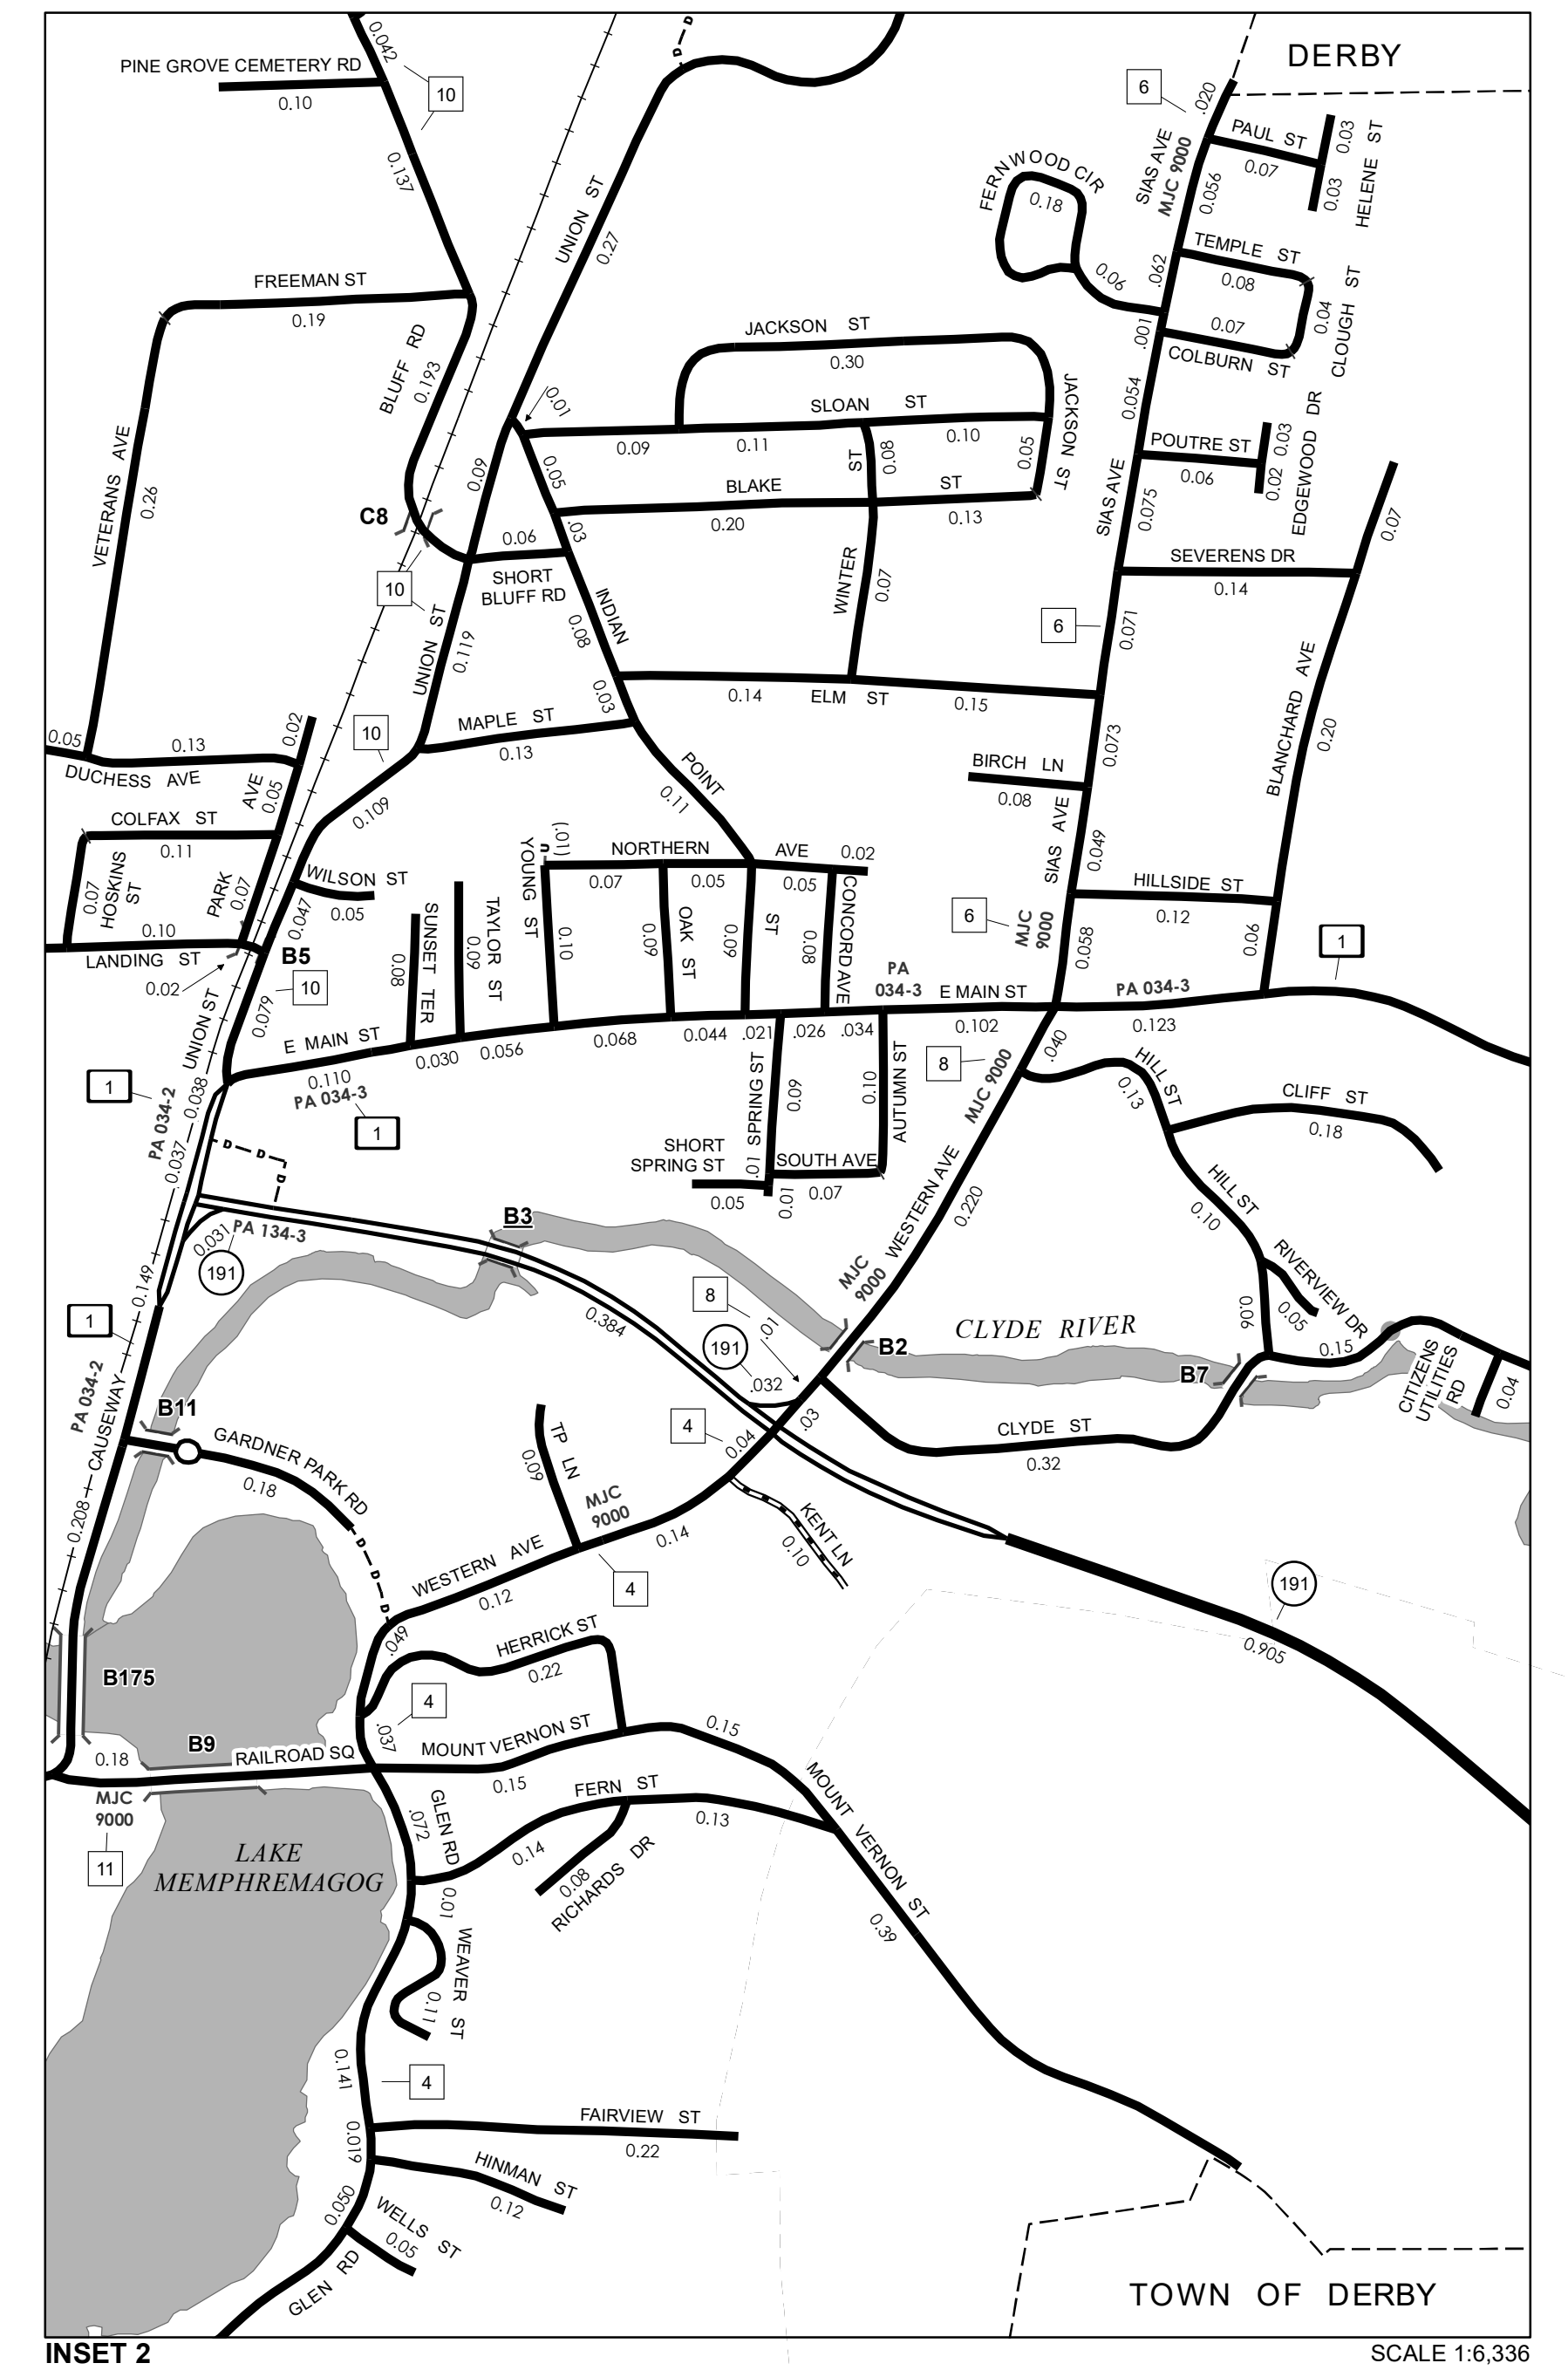 DERBY
PINE GROVE CEMETERY RD
0.10
0.042
10
0.137
6
.020
SIAS AVE
MJC 9000
PAUL ST
0.07
0.03
0.03
HELENE ST
0.056
FERNWOOD CIR
0.18
0.06
TEMPLE ST
0.08
.062
0.04
CLOUGH ST
0.07
COLBURN ST
.001
UNION ST
0.27
FREEMAN ST
0.19
BLUFF RD
0.193
JACKSON ST
0.30
JACKSON ST
0.05
0.01
SLOAN ST
0.09
0.11
0.10
0.054
POUTRE ST
0.06
0.03
0.02
EDGEWOOD DR
VETERANS AVE
0.26
0.09
0.05
ST
0.08
BLAKE ST
0.20
0.13
SIAS AVE
0.075
0.07
C8
10
0.06
SHORT
BLUFF RD
.03
SEVERENS DR
0.14
UNION ST
0.119
INDIAN
0.08
WINTER
0.07
6
0.071
0.03
0.14
ELM ST
0.15
BLANCHARD AVE
0.20
0.05
0.13
DUCHESS AVE
0.02
AVE
0.05
10
MAPLE ST
0.13
POINT
0.11
BIRCH LN
0.08
0.073
0.109
COLFAX ST
0.11
HOSKINS
ST
0.07
PARK
0.07
WILSON ST
0.05
0.047
(.01)
YOUNG ST
NORTHERN AVE
0.02
0.07
0.05
0.05
SIAS AVE
0.049
HILLSIDE ST
0.12
0.06
0.10
LANDING ST
0.02
B5
10
0.079
UNION ST
SUNSET TER
0.08
TAYLOR ST
0.09
0.10
OAK ST
0.09
0.09
ST
0.08
CONCORD AVE
6
MJC
9000
0.058
1
PA
034-3
E MAIN ST
PA 034-3
0.102
0.123
E MAIN ST
0.110
PA 034-3
0.030
0.056
0.068
0.044
.021
.026
.034
1
1
PA 034-2
0.038
0.037
D
D
D
SPRING ST
0.09
.01
SHORT
SPRING ST
0.05
0.01
SOUTH AVE
0.07
0.10
AUTUMN ST
8
MJC 9000
.040
HILL ST
0.13
CLIFF ST
0.18
HILL ST
0.10
WESTERN AVE
0.220
PA 134-3
0.031
191
B3
0.384
0.149
1
MJC
9000
8
.01
191
.032
B2
CLYDE RIVER
RIVERVIEW DR
0.05
0.06
B7
0.15
CITIZENS
UTILITIES
RD
0.04
PA 034-2
CAUSEWAY
0.208
B11
GARDNER PARK RD
0.18
D
D
D
TP LN
0.09
4
0.04
.03
CLYDE ST
0.32
MJC
9000
0.14
4
KENT LN
0.10
WESTERN AVE
0.12
191
0.905
.049
HERRICK ST
0.22
B175
4
.037
MOUNT VERNON ST
0.15
0.15
B9
0.18
RAILROAD SQ
MJC
9000
11
GLEN RD
.072
FERN ST
0.14
0.13
RICHARDS DR
0.08
MOUNT VERNON ST
0.39
LAKE
MEMPHREMAGOG
0.01
WEAVER ST
0.11
0.141
4
0.019
FAIRVIEW ST
0.22
HINMAN ST
0.12
0.050
WELLS ST
0.05
GLEN RD
TOWN OF DERBY
INSET 2
SCALE 1:6,336